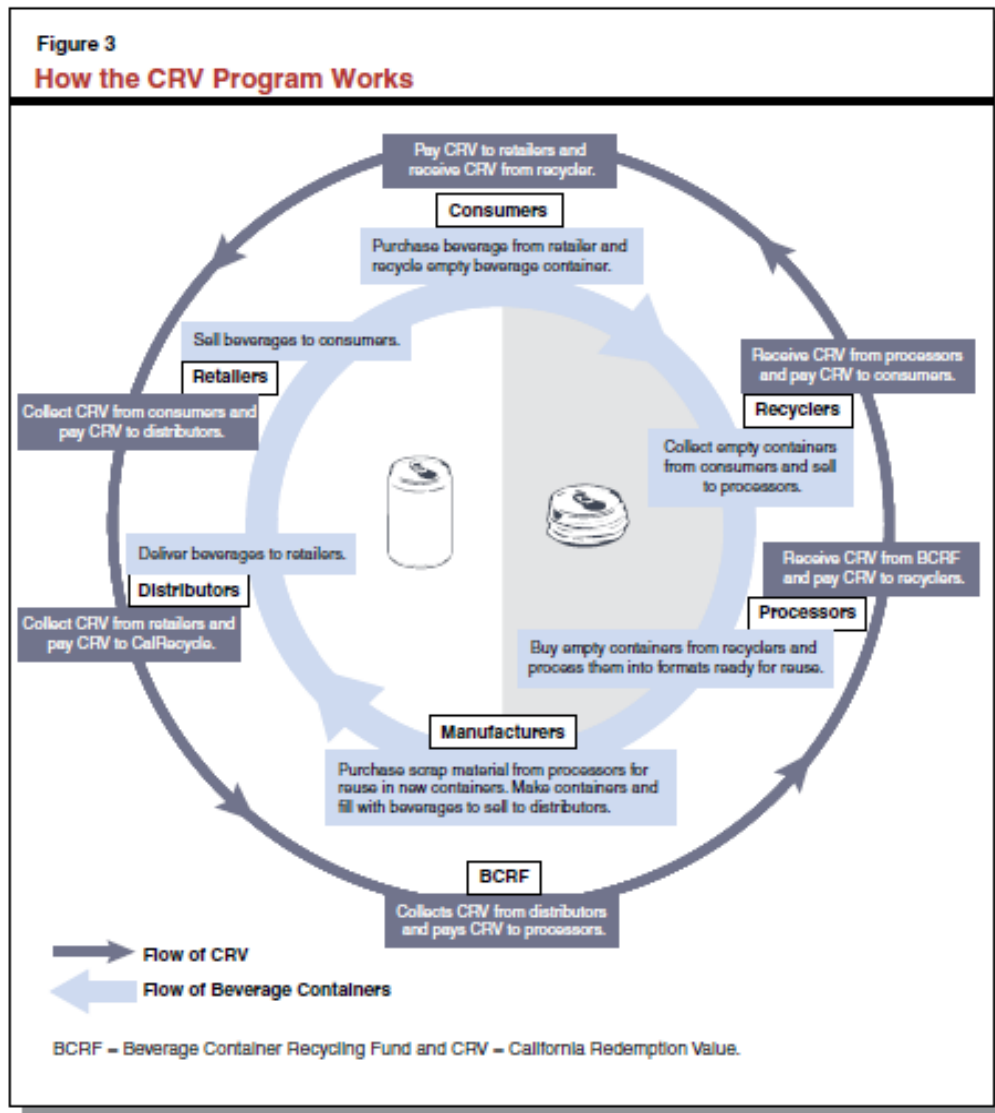 Figure 3
How the CRV Program Works
Pay CRV to retailers and
receive CRV from recycler.
Consumers
Purchase beverage from retailer and
recycle empty beverage container.
Sell beverages to consumers.
Retailers
Collect CRV from consumers and
pay CRV to distributors.
Receive CRV from processors
and pay CRV to consumers.
Recyclers
Collect empty containers
from consumers and sell
to processors.
Deliver beverages to retailers.
Distributors
Collect CRV from retailers and
pay CRV to CalRecycle.
Receive CRV from BCRF
and pay CRV to recyclers.
Processors
Buy empty containers from recyclers and
process them into formats ready for reuse.
Manufacturers
Purchase scrap material from processors for
reuse in new containers. Make containers and
fill with beverages to sell to distributors.
BCRF
Collects CRV from distributors
and pays CRV to processors.
Flow of CRV
Flow of Beverage Containers
BCRF = Beverage Container Recycling Fund and CRV = California Redemption Value.